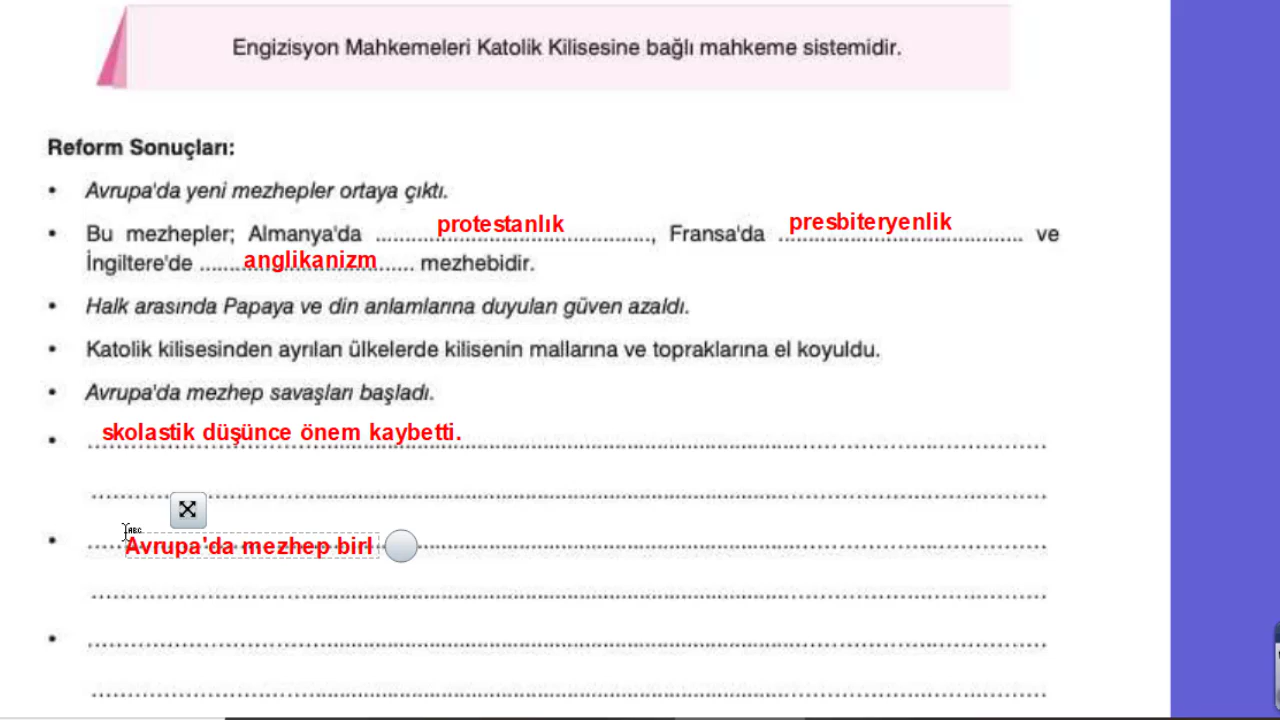 Engizisyon Mahkemeleri Katolik Kilisesine bağlı mahkeme sistemidir.
Reform Sonuçları:
• Avrupa'da yeni mezhepler ortaya çıktı.
• Bu mezhepler; Almanya'da ....protestanlık...., Fransa'da ....presbiteryenlik.... ve
İngiltere'de ....anglikanizm.... mezhebidir.
• Halk arasında Papaya ve din anlamlarına duyulan güven azaldı.
• Katolik kilisesinden ayrılan ülkelerde kilisenin mallarına ve topraklarına el koyuldu.
• Avrupa'da mezhep savaşları başladı.
• skolastik düşünce önem kaybetti.
ABC
• Avrupa'da mezhep birl